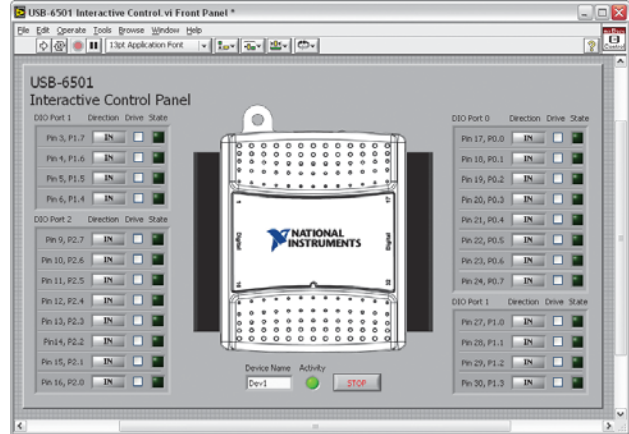 USB-6501 Interactive Control.vi Front Panel *
File Edit Operate Tools Browse Window Help
13pt Application Font
USB-6501
Interactive Control Panel
DIO Port 1 Direction Drive State
Pin 3, P1.7 IN
Pin 4, P1.6 IN
Pin 5, P1.5 IN
Pin 6, P1.4 IN
DIO Port 2 Direction Drive State
Pin 9, P2.7 IN
Pin 10, P2.6 IN
Pin 11, P2.5 IN
Pin 12, P2.4 IN
Pin 13, P2.3 IN
Pin14, P2.2 IN
Pin 15, P2.1 IN
Pin 16, P2.0 IN
1 17
Digital
NATIONAL
INSTRUMENTS
Digital
16 32
Device Name Activity
Dev1 STOP
DIO Port 0 Direction Drive State
Pin 17, P0.0 IN
Pin 18, P0.1 IN
Pin 19, P0.2 IN
Pin 20, P0.3 IN
Pin 21, P0.4 IN
Pin 22, P0.5 IN
Pin 23, P0.6 IN
Pin 24, P0.7 IN
DIO Port 1 Direction Drive State
Pin 27, P1.0 IN
Pin 28, P1.1 IN
Pin 29, P1.2 IN
Pin 30, P1.3 IN